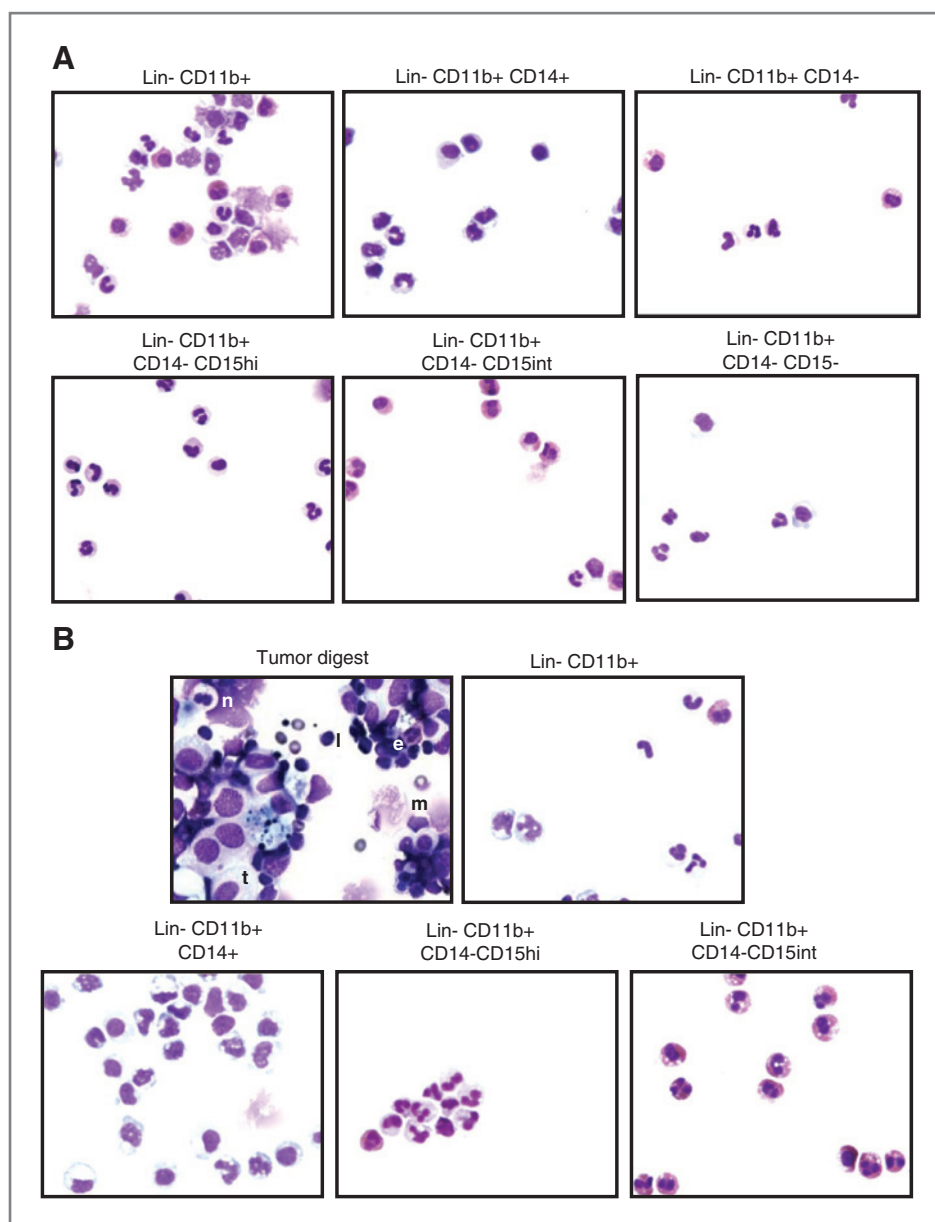 A
Lin- CD11b+
Lin- CD11b+ CD14+
Lin- CD11b+ CD14-
Lin- CD11b+
CD14- CD15hi
Lin- CD11b+
CD14- CD15int
Lin- CD11b+
CD14- CD15-
B
Tumor digest
Lin- CD11b+
n
l
e
m
t
Lin- CD11b+
CD14+
Lin- CD11b+
CD14-CD15hi
Lin- CD11b+
CD14-CD15int